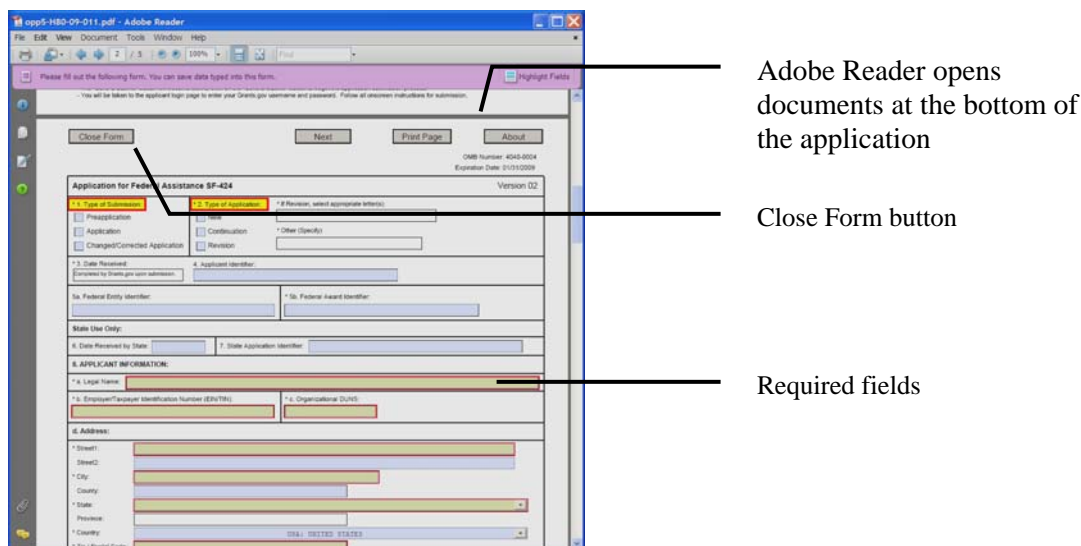 opp5-H80-09-011.pdf - Adobe Reader
File Edit View Document Tools Window Help
2 / 5 100% Find
Please fill out the following form. You can save data typed into this form. Highlight Fields
- You will be taken to the applicant login page to enter your Grants.gov username and password. Follow all onscreen instructions for submission.
Close Form Next Print Page About
OMB Number: 4040-0004
Expiration Date: 01/31/2009
Application for Federal Assistance SF-424 Version 02
* 1. Type of Submission: * 2. Type of Application: * If Revision, select appropriate letter(s):
Preapplication New
Application Continuation * Other (Specify)
Changed/Corrected Application Revision
* 3. Date Received: 4. Applicant Identifier:
Completed by Grants.gov upon submission.
5a. Federal Entity Identifier: * 5b. Federal Award Identifier:
State Use Only:
6. Date Received by State: 7. State Application Identifier:
8. APPLICANT INFORMATION:
* a. Legal Name:
* b. Employer/Taxpayer Identification Number (EIN/TIN): * c. Organizational DUNS:
d. Address:
* Street1:
Street2:
* City:
County:
* State:
Province:
* Country: USA: UNITED STATES
Adobe Reader opens
documents at the bottom of
the application
Close Form button
Required fields